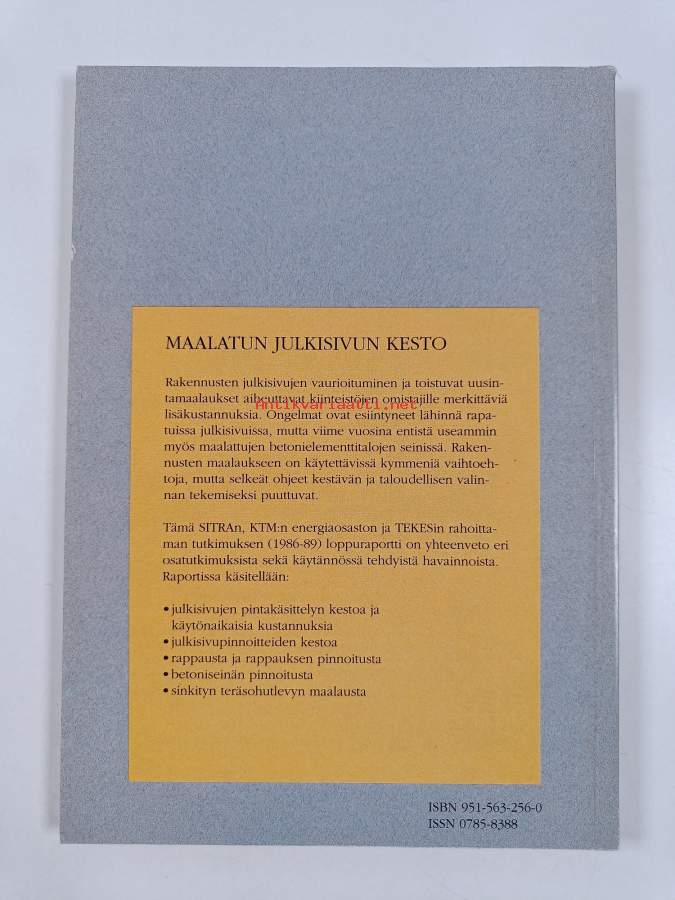 MAALATUN JULKISIVUN KESTO
Rakennusten julkisivujen vaurioituminen ja toistuvat uusin-
tamaalaukset aiheuttavat kiinteistöjen omistajille merkittäviä
Antikvariaatti.net
lisäkustannuksia. Ongelmat ovat esiintyneet lähinnä rapa-
tuissa julkisivuissa, mutta viime vuosina entistä useammin
myös maalattujen betonielementtitalojen seinissä. Raken-
nusten maalaukseen on käytettävissä kymmeniä vaihtoeh-
toja, mutta selkeät ohjeet kestävän ja taloudellisen valin-
nan tekemiseksi puuttuvat.
Tämä SITRAn, KTM:n energiaosaston ja TEKESin rahoitta-
man tutkimuksen (1986-89) loppuraportti on yhteenveto eri
osatutkimuksista sekä käytännössä tehdyistä havainnoista.
Raportissa käsitellään:
• julkisivujen pintakäsittelyn kestoa ja
käytönaikaisia kustannuksia
• julkisivupinnoitteiden kestoa
• rappausta ja rappauksen pinnoitusta
• betoniseinän pinnoitusta
• sinkityn teräsohutlevyn maalausta
ISBN 951-563-256-0
ISSN 0785-8388